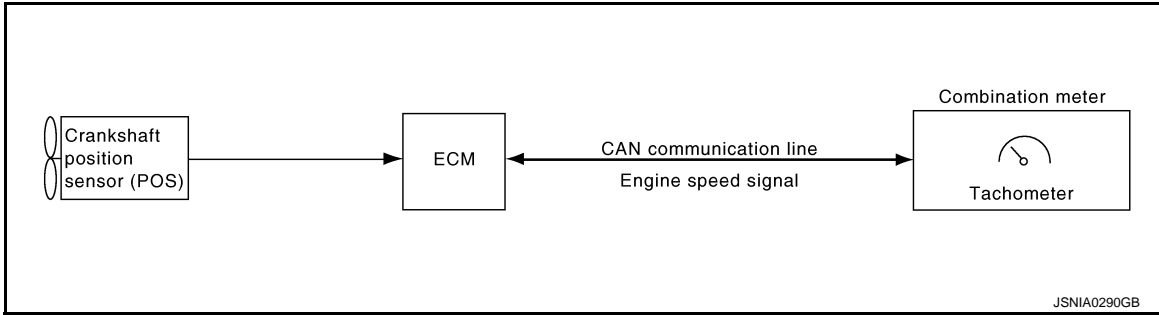 Crankshaft
position
sensor (POS)
ECM
CAN communication line
Engine speed signal
Combination meter
Tachometer
JSNIA0290GB